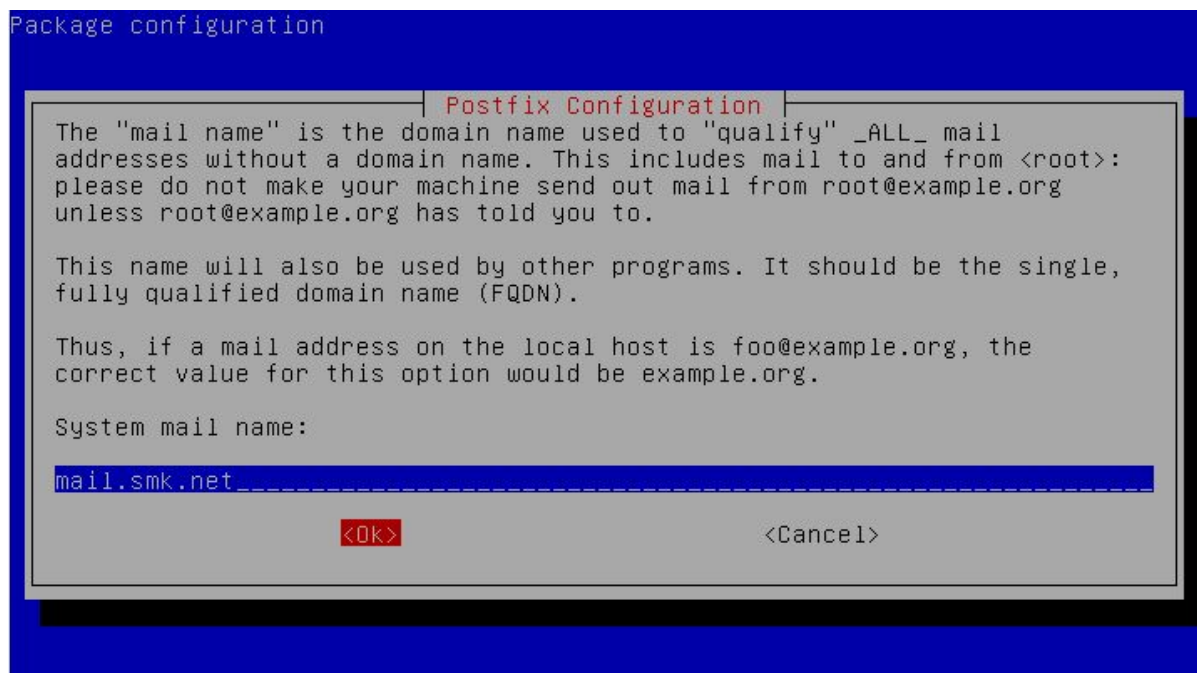 Package configuration
Postfix Configuration
The "mail name" is the domain name used to "qualify" _ALL_ mail
addresses without a domain name. This includes mail to and from <root>:
please do not make your machine send out mail from root@example.org
unless root@example.org has told you to.
This name will also be used by other programs. It should be the single,
fully qualified domain name (FQDN).
Thus, if a mail address on the local host is foo@example.org, the
correct value for this option would be example.org.
System mail name:
mail.smk.net
<Ok> <Cancel>